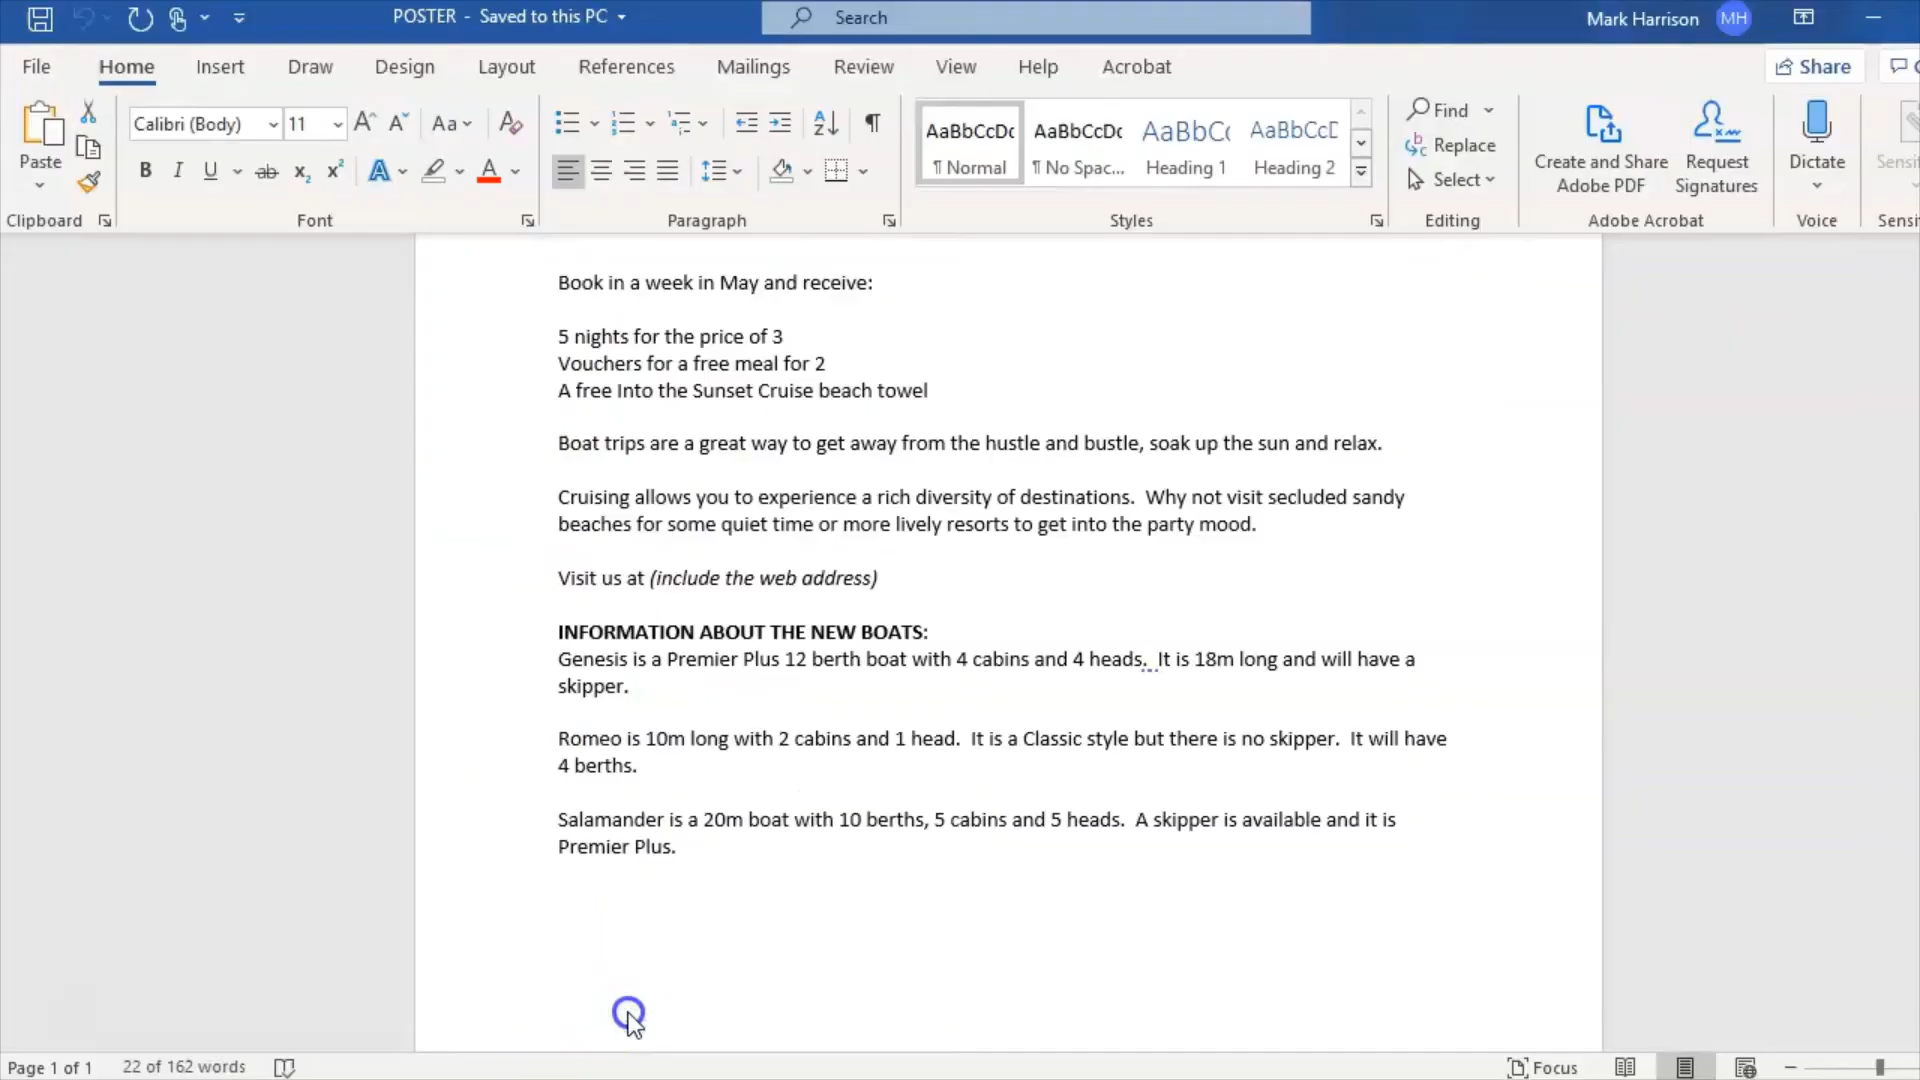 POSTER - Saved to this PC
Search
Mark Harrison MH
File Home Insert Draw Design Layout References Mailings Review View Help Acrobat Share
Paste
Calibri (Body) 11 Aa
B I U ab x₂ x² A A
AaBbCcDc AaBbCcDc AaBbC AaBbCcD
¶ Normal ¶ No Spac... Heading 1 Heading 2
Find
Replace
Select
Create and Share Adobe PDF
Request Signatures
Dictate
Clipboard Font Paragraph Styles Editing Adobe Acrobat Voice
Book in a week in May and receive:
5 nights for the price of 3
Vouchers for a free meal for 2
A free Into the Sunset Cruise beach towel
Boat trips are a great way to get away from the hustle and bustle, soak up the sun and relax.
Cruising allows you to experience a rich diversity of destinations.  Why not visit secluded sandy
beaches for some quiet time or more lively resorts to get into the party mood.
Visit us at (include the web address)
INFORMATION ABOUT THE NEW BOATS:
Genesis is a Premier Plus 12 berth boat with 4 cabins and 4 heads.  It is 18m long and will have a
skipper.
Romeo is 10m long with 2 cabins and 1 head.  It is a Classic style but there is no skipper.  It will have
4 berths.
Salamander is a 20m boat with 10 berths, 5 cabins and 5 heads.  A skipper is available and it is
Premier Plus.
Page 1 of 1 22 of 162 words Focus